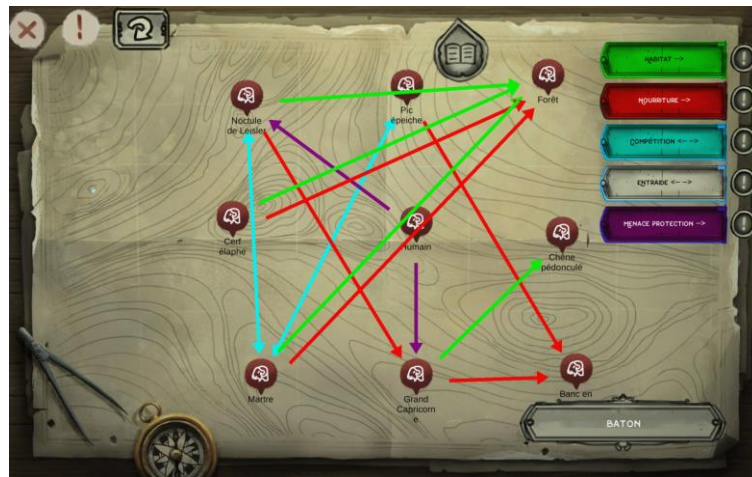 HABITAT -->
NOURRITURE -->
COMPÉTITION <-- -->
ENTRAIDE <-- -->
MENACE PROTECTION -->
Noctule
de Leisler
Pic
épeiche
Forêt
Cerf
élaphe
Humain
Chêne
pédonculé
Martre
Grand
Capricorn
e
Banc en
BATON